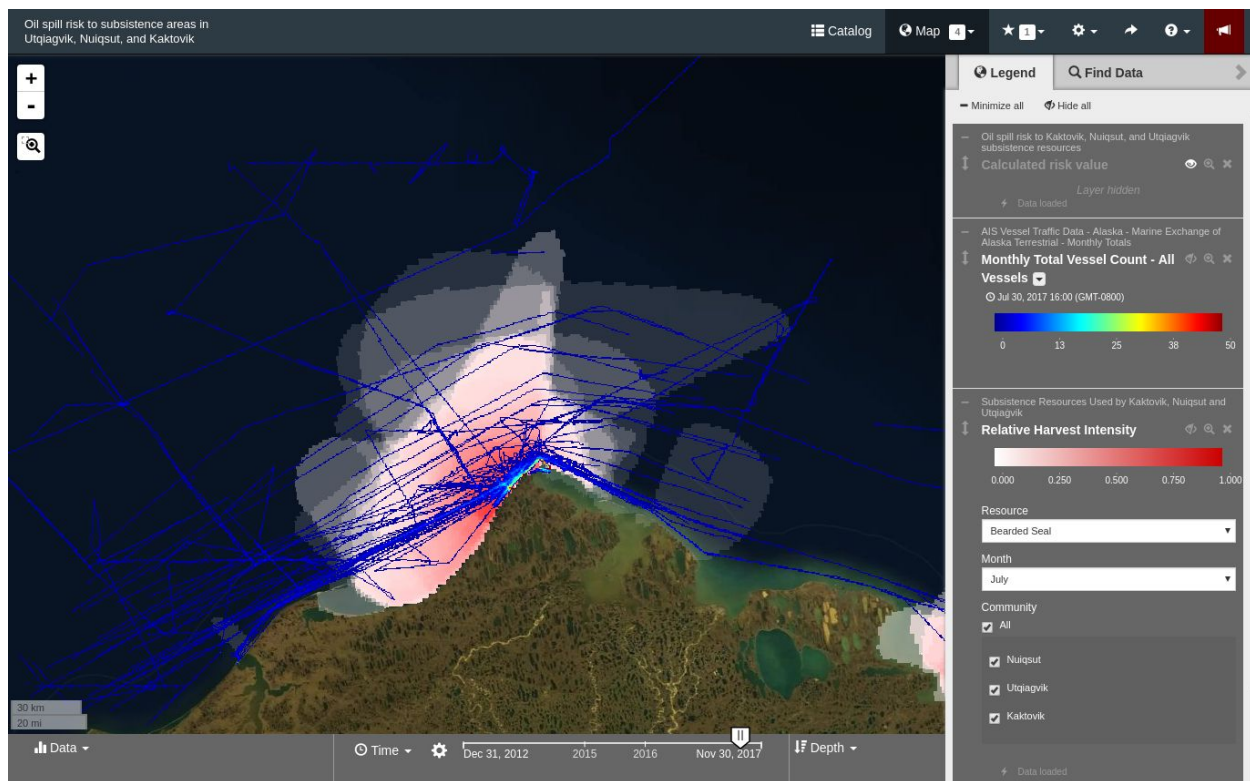 Oil spill risk to subsistence areas in
Utqiagvik, Nuiqsut, and Kaktovik
Catalog
Map 4
1
?
+
-
Legend
Find Data
Minimize all
Hide all
Oil spill risk to Kaktovik, Nuiqsut, and Utqiagvik
subsistence resources
Calculated risk value
Layer hidden
Data loaded
AIS Vessel Traffic Data - Alaska - Marine Exchange of
Alaska Terrestrial - Monthly Totals
Monthly Total Vessel Count - All
Vessels
Jul 30, 2017 16:00 (GMT-0800)
0 13 25 38 50
Subsistence Resources Used by Kaktovik, Nuiqsut and
Utqiagvik
Relative Harvest Intensity
0.000 0.250 0.500 0.750 1.000
Resource
Bearded Seal
Month
July
Community
All
Nuiqsut
Utqiagvik
Kaktovik
Data loaded
30 km
20 mi
Data
Time
Dec 31, 2012 2015 2016 Nov 30, 2017
Depth